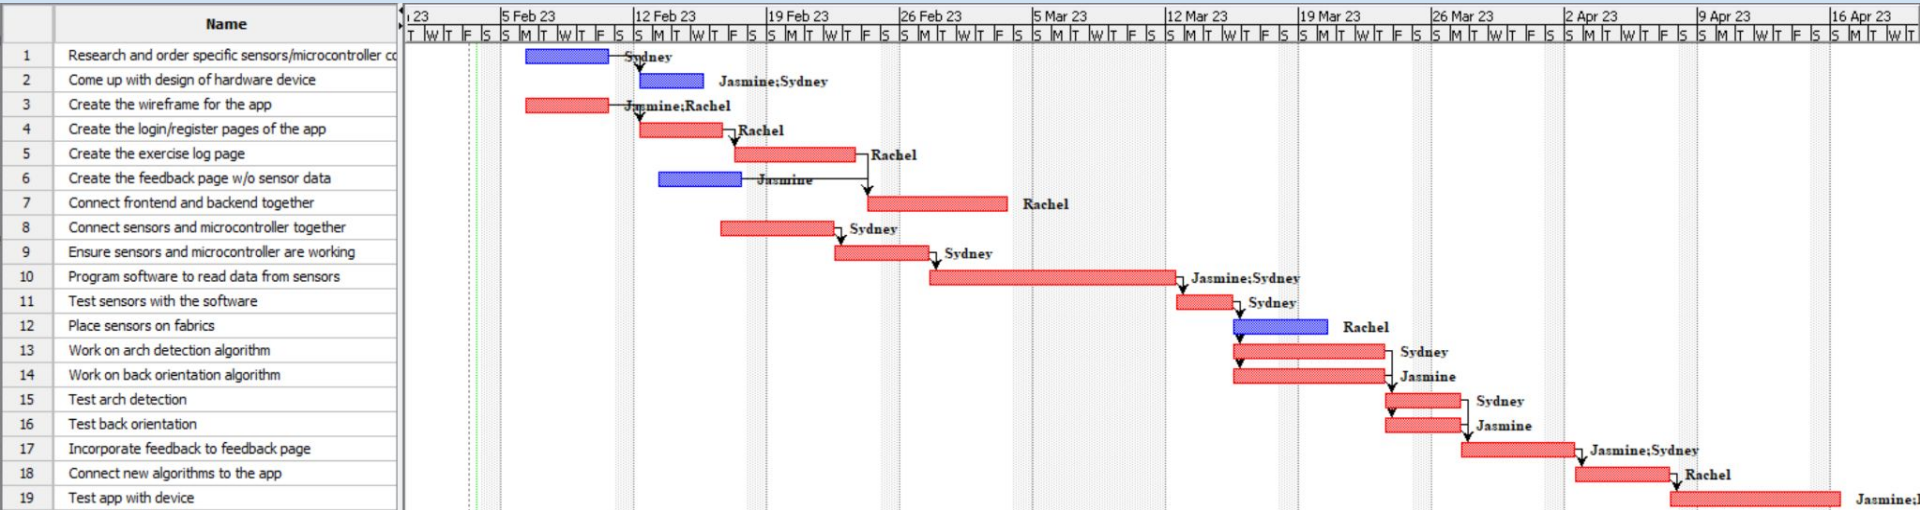 Name
23 5 Feb 23 12 Feb 23 19 Feb 23 26 Feb 23 5 Mar 23 12 Mar 23 19 Mar 23 26 Mar 23 2 Apr 23 9 Apr 23 16 Apr 23
T W T F S S M T W T F S S M T W T F S S M T W T F S S M T W T F S S M T W T F S S M T W T F S S M T W T F S S M T W T F S S M T W T F S S M T W T F S S M T W T
1 Research and order specific sensors/microcontroller co Sydney
2 Come up with design of hardware device Jasmine;Sydney
3 Create the wireframe for the app Jasmine;Rachel
4 Create the login/register pages of the app Rachel
5 Create the exercise log page Rachel
6 Create the feedback page w/o sensor data Jasmine
7 Connect frontend and backend together Rachel
8 Connect sensors and microcontroller together Sydney
9 Ensure sensors and microcontroller are working Sydney
10 Program software to read data from sensors Jasmine;Sydney
11 Test sensors with the software Sydney
12 Place sensors on fabrics Rachel
13 Work on arch detection algorithm Sydney
14 Work on back orientation algorithm Jasmine
15 Test arch detection Sydney
16 Test back orientation Jasmine
17 Incorporate feedback to feedback page Jasmine;Sydney
18 Connect new algorithms to the app Rachel
19 Test app with device Jasmine;